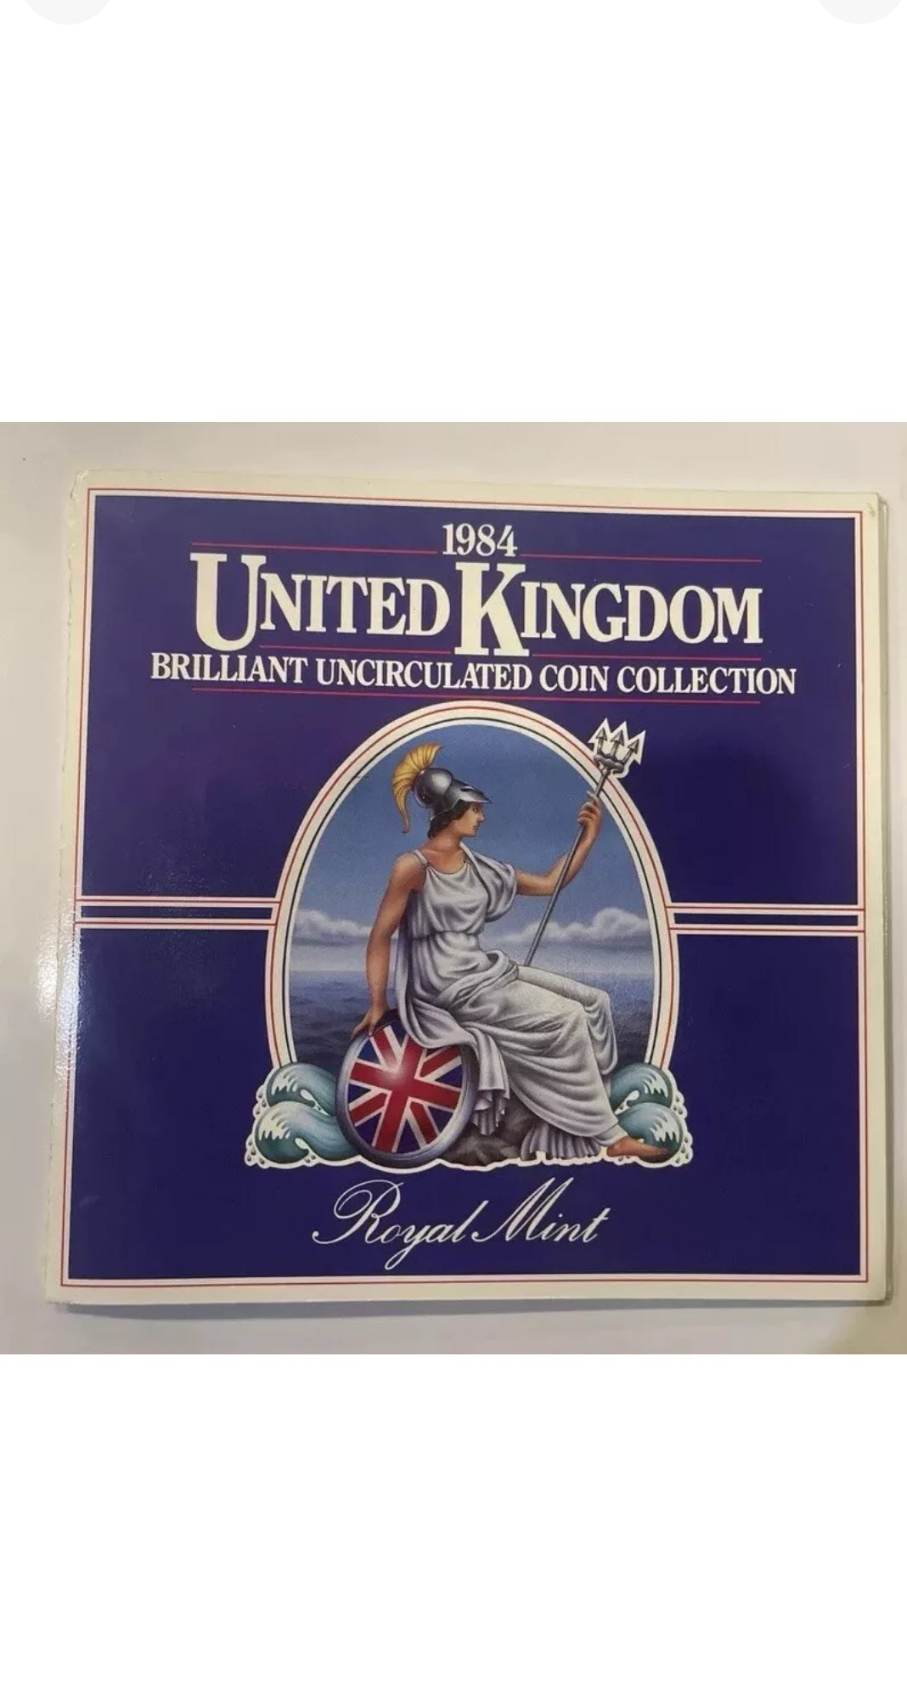 1984
UNITED KINGDOM
BRILLIANT UNCIRCULATED COIN COLLECTION
Royal Mint